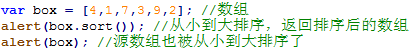 var box = [4,1,7,3,9,2]; //数组
alert(box.sort()); //从小到大排序，返回排序后的数组
alert(box); //源数组也被从小到大排序了